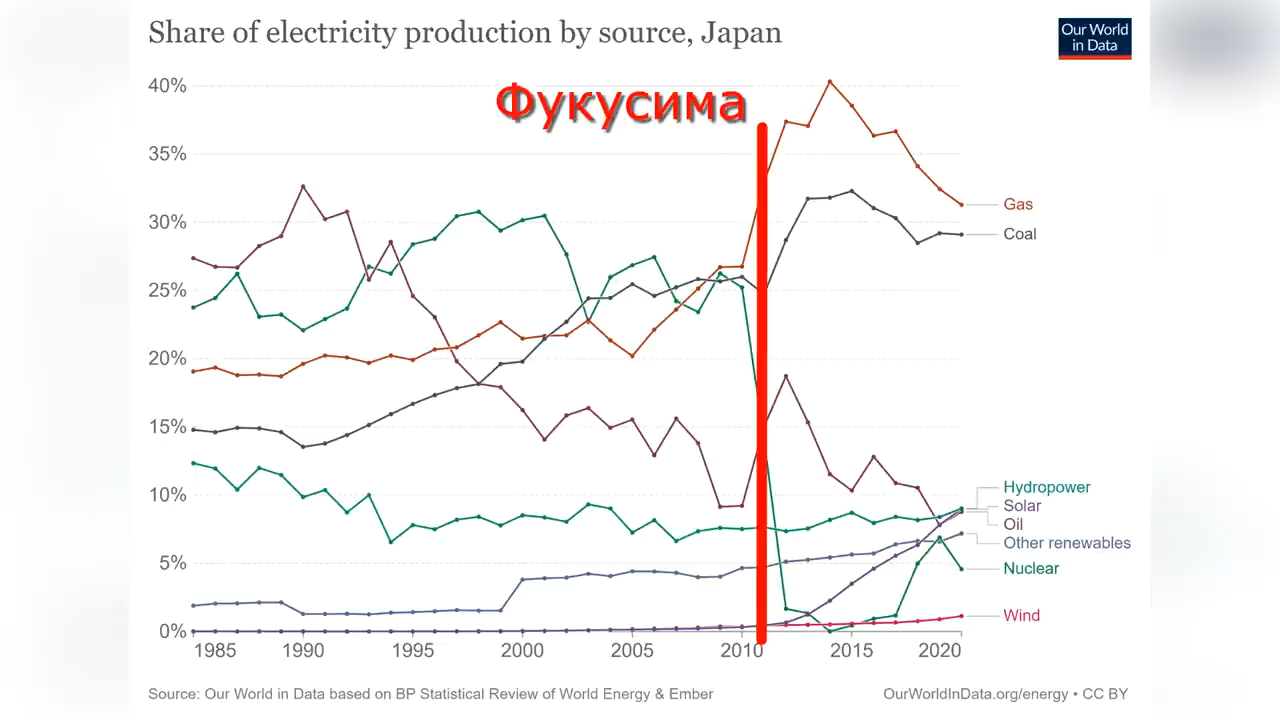 Share of electricity production by source, Japan
Our World
in Data
Фукусима
40%
35%
30%
25%
20%
15%
10%
5%
0%
Gas
Coal
Hydropower
Solar
Oil
Other renewables
Nuclear
Wind
1985
1990
1995
2000
2005
2010
2015
2020
Source: Our World in Data based on BP Statistical Review of World Energy & Ember
OurWorldInData.org/energy • CC BY